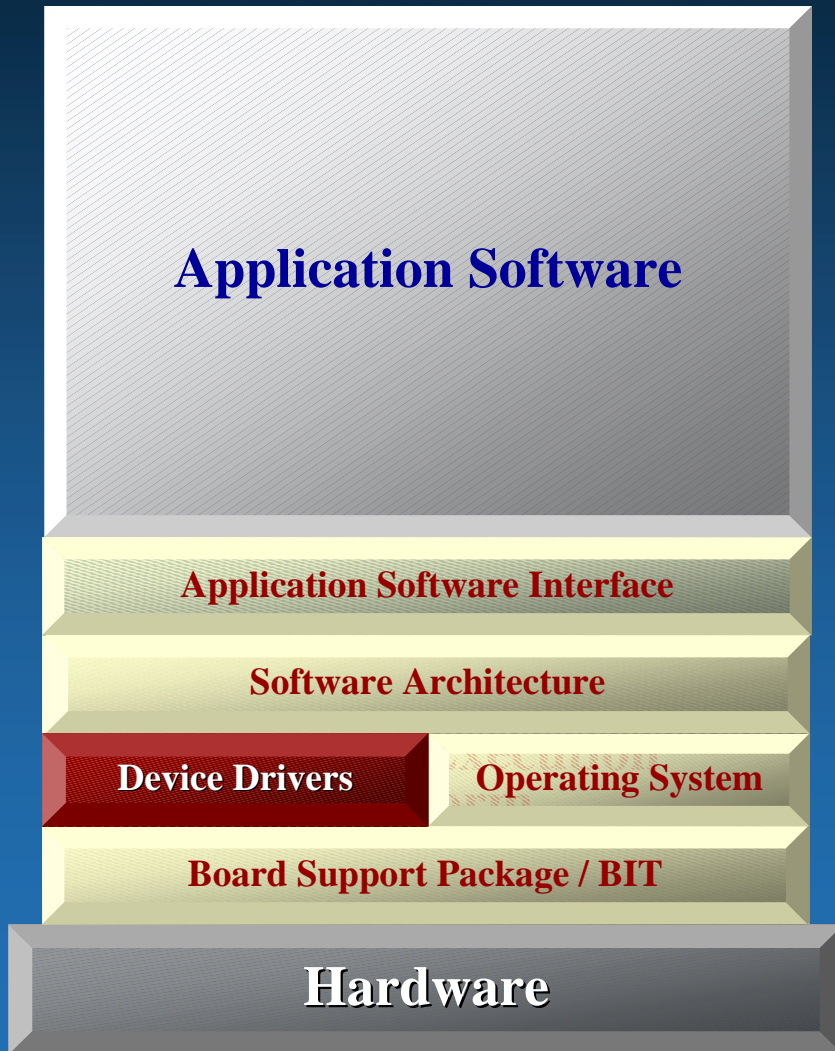 Application Software
Application Software Interface
Software Architecture
Device Drivers
Operating System
Board Support Package / BIT
Hardware